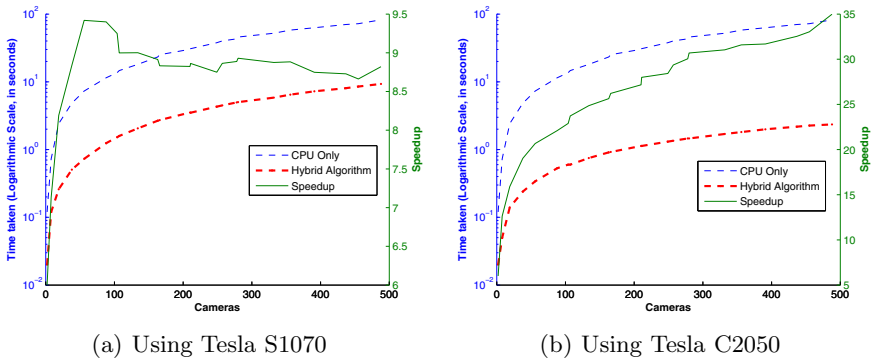 10^2
10^1
10^0
10^-1
10^-2
Time taken (Logarithmic Scale, in seconds)
0
100
200
300
400
500
Cameras
9.5
9
8.5
8
7.5
7
6.5
6
Speedup
CPU Only
Hybrid Algorithm
Speedup
(a) Using Tesla S1070
10^2
10^1
10^0
10^-1
10^-2
Time taken (Logarithmic Scale, in seconds)
0
100
200
300
400
500
Cameras
35
30
25
20
15
10
5
Speedup
CPU Only
Hybrid Algorithm
Speedup
(b) Using Tesla C2050